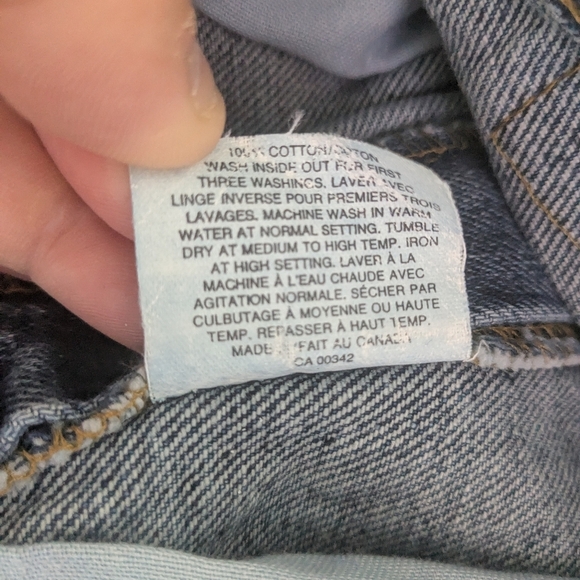 100% COTTON/COTON
WASH INSIDE OUT FOR FIRST
THREE WASHINGS. LAVER AVEC
LINGE INVERSE POUR PREMIERS TROIS
LAVAGES. MACHINE WASH IN WARM
WATER AT NORMAL SETTING. TUMBLE
DRY AT MEDIUM TO HIGH TEMP. IRON
AT HIGH SETTING. LAVER À LA
MACHINE À L'EAU CHAUDE AVEC
AGITATION NORMALE. SÉCHER PAR
CULBUTAGE À MOYENNE OU HAUTE
TEMP. REPASSER À HAUT TEMP.
MADE /FAIT AU CANADA
CA 00342